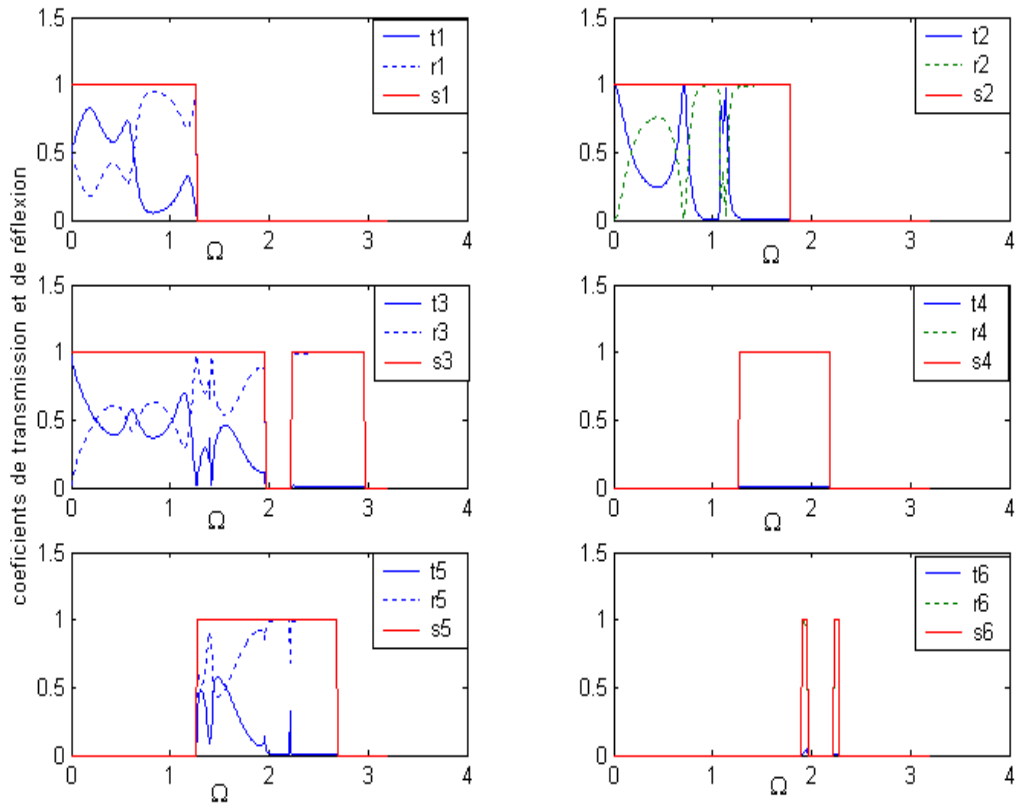 coeficients de transmission et de réflexion
1.5
1
0.5
0
0 1 2 3 4
Ω
t1
r1
s1
1.5
1
0.5
0
0 1 2 3 4
Ω
t2
r2
s2
1.5
1
0.5
0
0 1 2 3 4
Ω
t3
r3
s3
1.5
1
0.5
0
0 1 2 3 4
Ω
t4
r4
s4
1.5
1
0.5
0
0 1 2 3 4
Ω
t5
r5
s5
1.5
1
0.5
0
0 1 2 3 4
Ω
t6
r6
s6